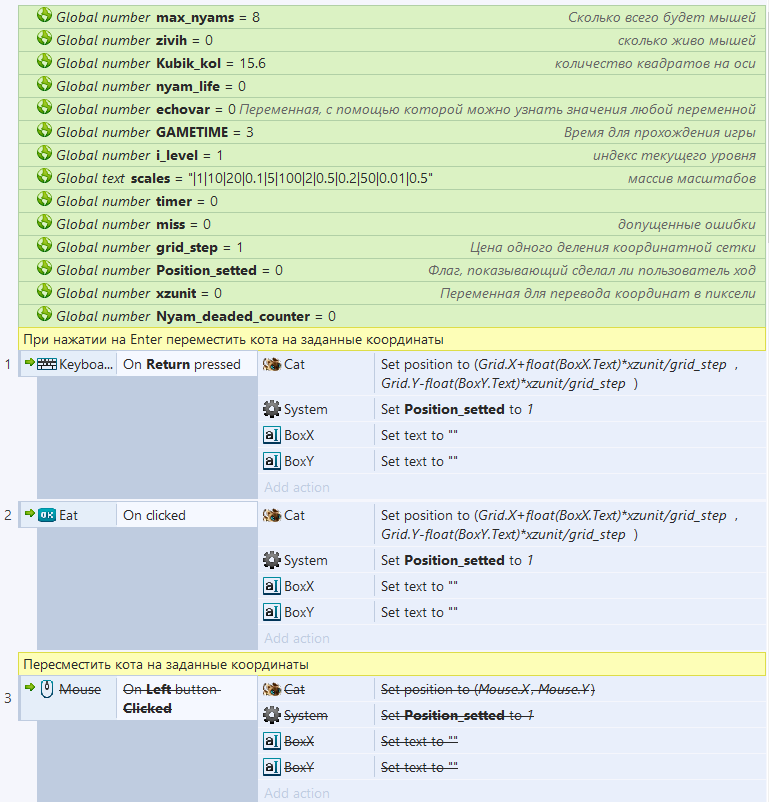 Global number max_nyams = 8 Сколько всего будет мышей
Global number zivih = 0 сколько живо мышей
Global number Kubik_kol = 15.6 количество квадратов на оси
Global number nyam_life = 0
Global number echovar = 0 Переменная, с помощью которой можно узнать значения любой переменной
Global number GAMETIME = 3 Время для прохождения игры
Global number i_level = 1 индекс текущего уровня
Global text scales = "|1|10|20|0.1|5|100|2|0.5|0.2|50|0.01|0.5" массив масштабов
Global number timer = 0
Global number miss = 0 допущенные ошибки
Global number grid_step = 1 Цена одного деления координатной сетки
Global number Position_setted = 0 Флаг, показывающий сделал ли пользователь ход
Global number xzunit = 0 Переменная для перевода координат в пиксели
Global number Nyam_deaded_counter = 0
При нажатии на Enter переместить кота на заданные координаты
1 Keyboa... On Return pressed Cat Set position to (Grid.X+float(BoxX.Text)*xzunit/grid_step ,
Grid.Y-float(BoxY.Text)*xzunit/grid_step )
System Set Position_setted to 1
BoxX Set text to ""
BoxY Set text to ""
Add action
2 OK Eat On clicked Cat Set position to (Grid.X+float(BoxX.Text)*xzunit/grid_step ,
Grid.Y-float(BoxY.Text)*xzunit/grid_step )
System Set Position_setted to 1
BoxX Set text to ""
BoxY Set text to ""
Add action
Пересместить кота на заданные координаты
3 Mouse On Left button Cat Set position to (Mouse.X, Mouse.Y)
Clicked System Set Position_setted to 1
BoxX Set text to ""
BoxY Set text to ""
Add action